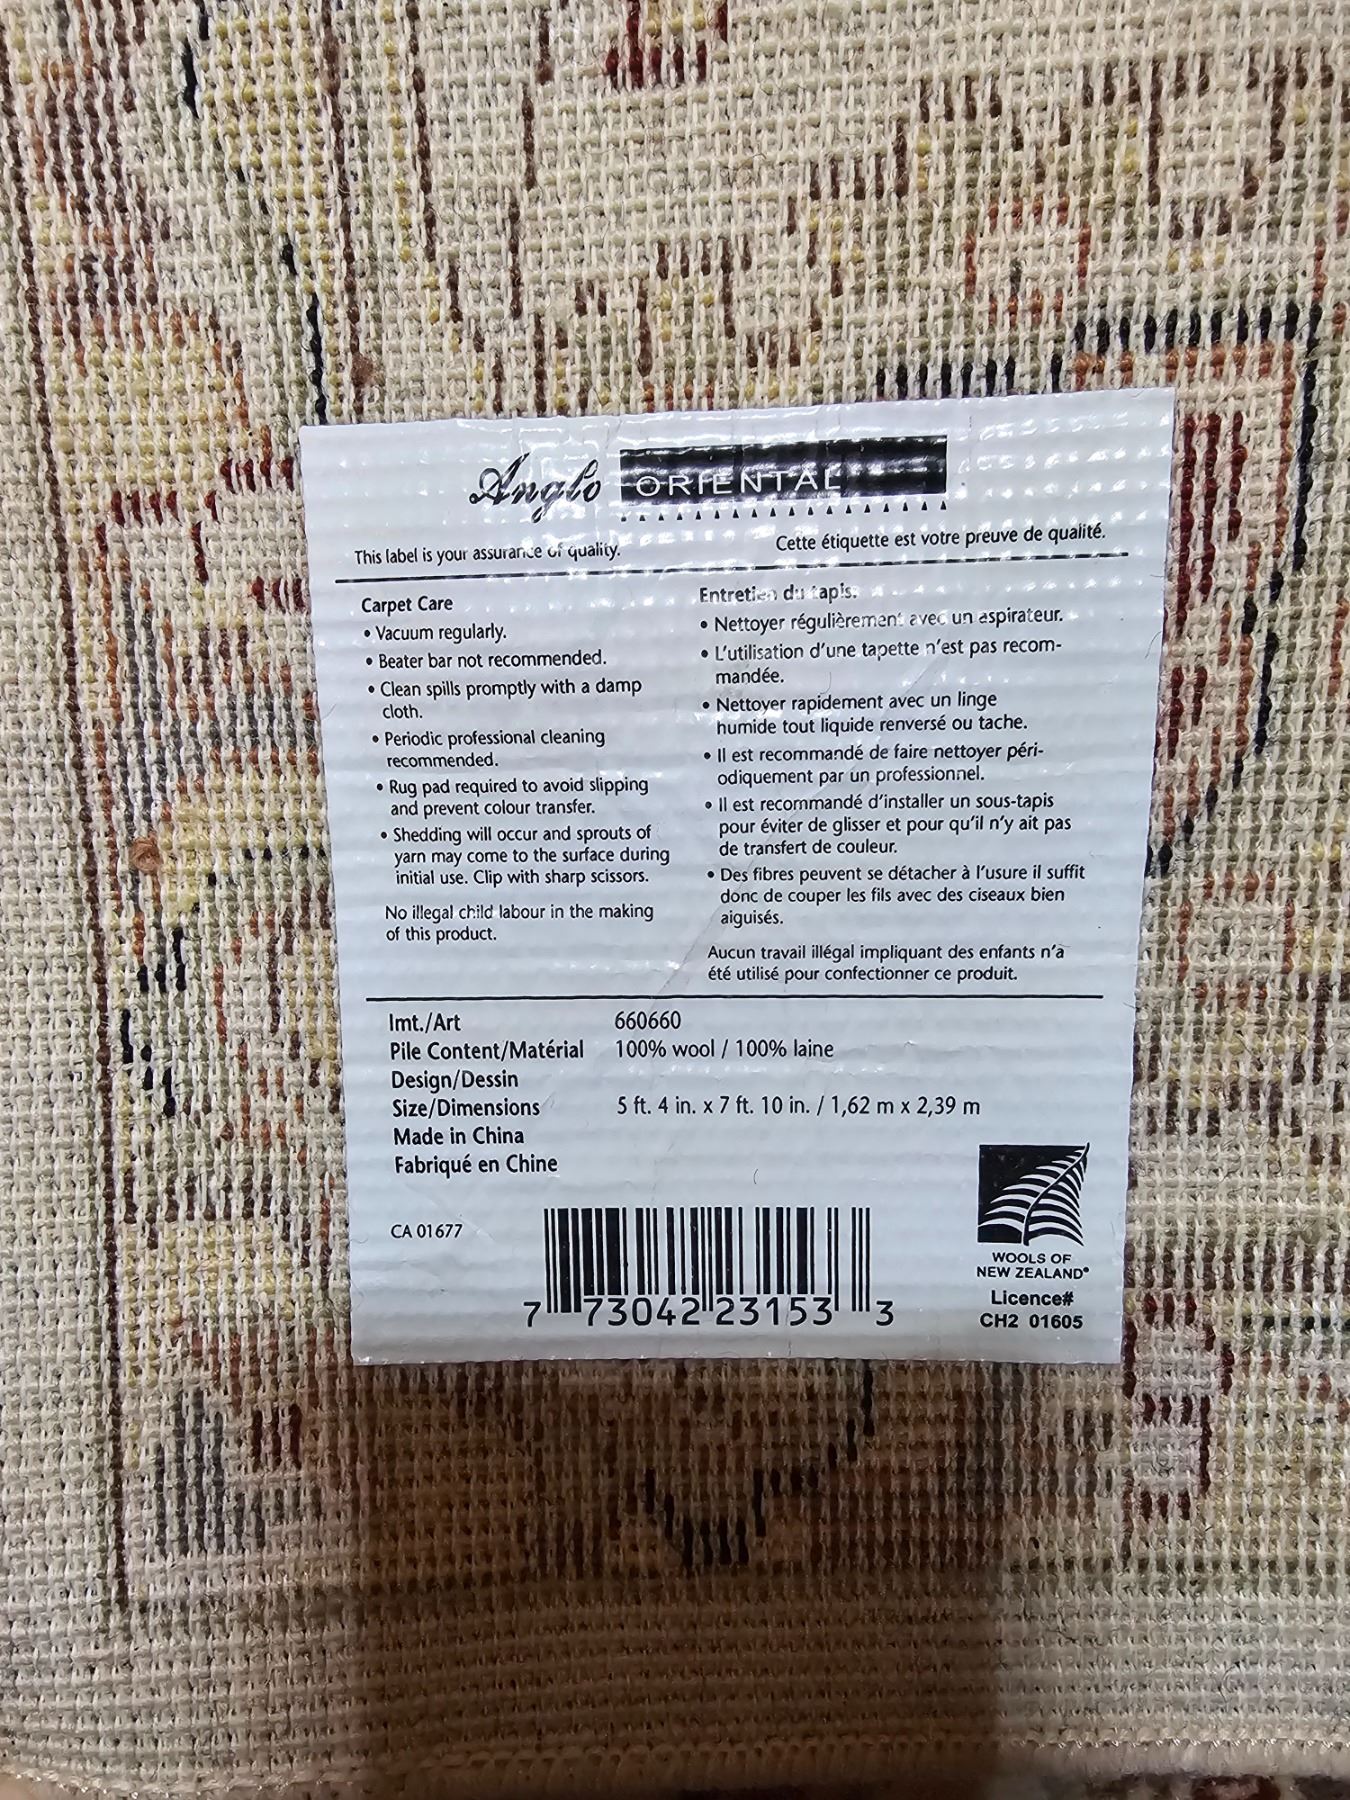 Anglo ORIENTAL
This label is your assurance of quality.
Cette étiquette est votre preuve de qualité.
Carpet Care
• Vacuum regularly.
• Beater bar not recommended.
• Clean spills promptly with a damp
cloth.
• Periodic professional cleaning
recommended.
• Rug pad required to avoid slipping
and prevent colour transfer.
• Shedding will occur and sprouts of
yarn may come to the surface during
initial use. Clip with sharp scissors.
No illegal child labour in the making
of this product.
Entretien du tapis:
• Nettoyer régulièrement avec un aspirateur.
• L'utilisation d'une tapette n'est pas recom-
mandée.
• Nettoyer rapidement avec un linge
humide tout liquide renversé ou tache.
• Il est recommandé de faire nettoyer péri-
odiquement par un professionnel.
• Il est recommandé d'installer un sous-tapis
pour éviter de glisser et pour qu'il n'y ait pas
de transfert de couleur.
• Des fibres peuvent se détacher à l'usure il suffit
donc de couper les fils avec des ciseaux bien
aiguisés.
Aucun travail illégal impliquant des enfants n'a
été utilisé pour confectionner ce produit.
Imt./Art 660660
Pile Content/Matérial 100% wool / 100% laine
Design/Dessin
Size/Dimensions 5 ft. 4 in. x 7 ft. 10 in. / 1,62 m x 2,39 m
Made in China
Fabriqué en Chine
CA 01677
7 73042 23153 3
WOOLS OF
NEW ZEALAND®
Licence#
CH2 01605